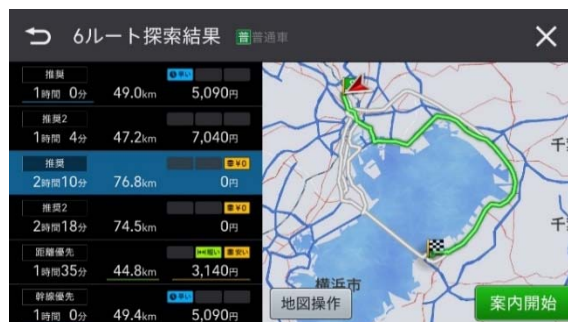 6ルート探索結果 普 普通車
推奨 早い
1時間 0分 49.0km 5,090円
推奨2
1時間 4分 47.2km 7,040円
推奨 ¥0
2時間10分 76.8km 0円
推奨2 ¥0
2時間18分 74.5km 0円
距離優先 短い 安い
1時間35分 44.8km 3,140円
幹線優先 早い
1時間 0分 49.4km 5,090円
千
千
横浜市
地図操作
案内開始